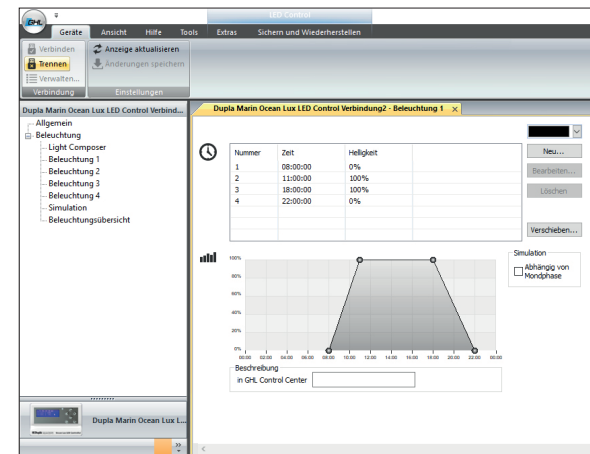 GHL
LED Control
Geräte Ansicht Hilfe Tools Extras Sichern und Wiederherstellen
Verbinden
Trennen
Verwalten...
Verbindung
Anzeige aktualisieren
Änderungen speichern
Einstellungen
Dupla Marin Ocean Lux LED Control Verbind...
Allgemein
Beleuchtung
Light Composer
Beleuchtung 1
Beleuchtung 2
Beleuchtung 3
Beleuchtung 4
Simulation
Beleuchtungsübersicht
Dupla Marin Ocean Lux L...
Dupla Marin Ocean Lux LED Control Verbindung2 - Beleuchtung 1 x
Nummer Zeit Helligkeit
1 08:00:00 0%
2 11:00:00 100%
3 18:00:00 100%
4 22:00:00 0%
Neu...
Bearbeiten...
Löschen
Verschieben...
Simulation
Abhängig von
Mondphase
100%
80%
60%
40%
20%
0%
00:00 02:00 04:00 06:00 08:00 10:00 12:00 14:00 16:00 18:00 20:00 22:00 00:00
Beschreibung
in GHL Control Center